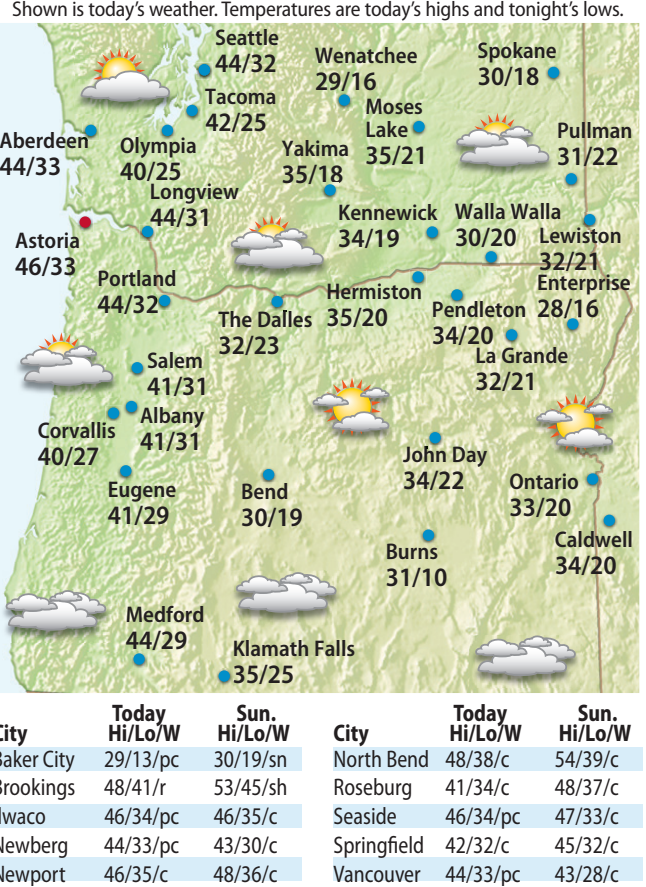 Shown is today's weather. Temperatures are today's highs and tonight's lows.
Seattle
44/32
Wenatchee
29/16
Spokane
30/18
Tacoma
42/25
Moses
Lake
35/21
Aberdeen
44/33
Olympia
40/25
Yakima
35/18
Pullman
31/22
Longview
44/31
Kennewick
34/19
Walla Walla
30/20
Lewiston
32/21
Astoria
46/33
Portland
44/32
The Dalles
32/23
Hermiston
35/20
Pendleton
34/20
Enterprise
28/16
La Grande
32/21
Salem
41/31
Albany
41/31
Corvallis
40/27
Eugene
41/29
Bend
30/19
John Day
34/22
Ontario
33/20
Burns
31/10
Caldwell
34/20
Medford
44/29
Klamath Falls
35/25
Today Sun.
City Hi/Lo/W Hi/Lo/W
Baker City 29/13/pc 30/19/sn
Brookings 48/41/r 53/45/sh
Ilwaco 46/34/pc 46/35/c
Newberg 44/33/pc 43/30/c
Newport 46/35/c 48/36/c
Today Sun.
City Hi/Lo/W Hi/Lo/W
North Bend 48/38/c 54/39/c
Roseburg 41/34/c 48/37/c
Seaside 46/34/pc 47/33/c
Springfield 42/32/c 45/32/c
Vancouver 44/33/pc 43/28/c